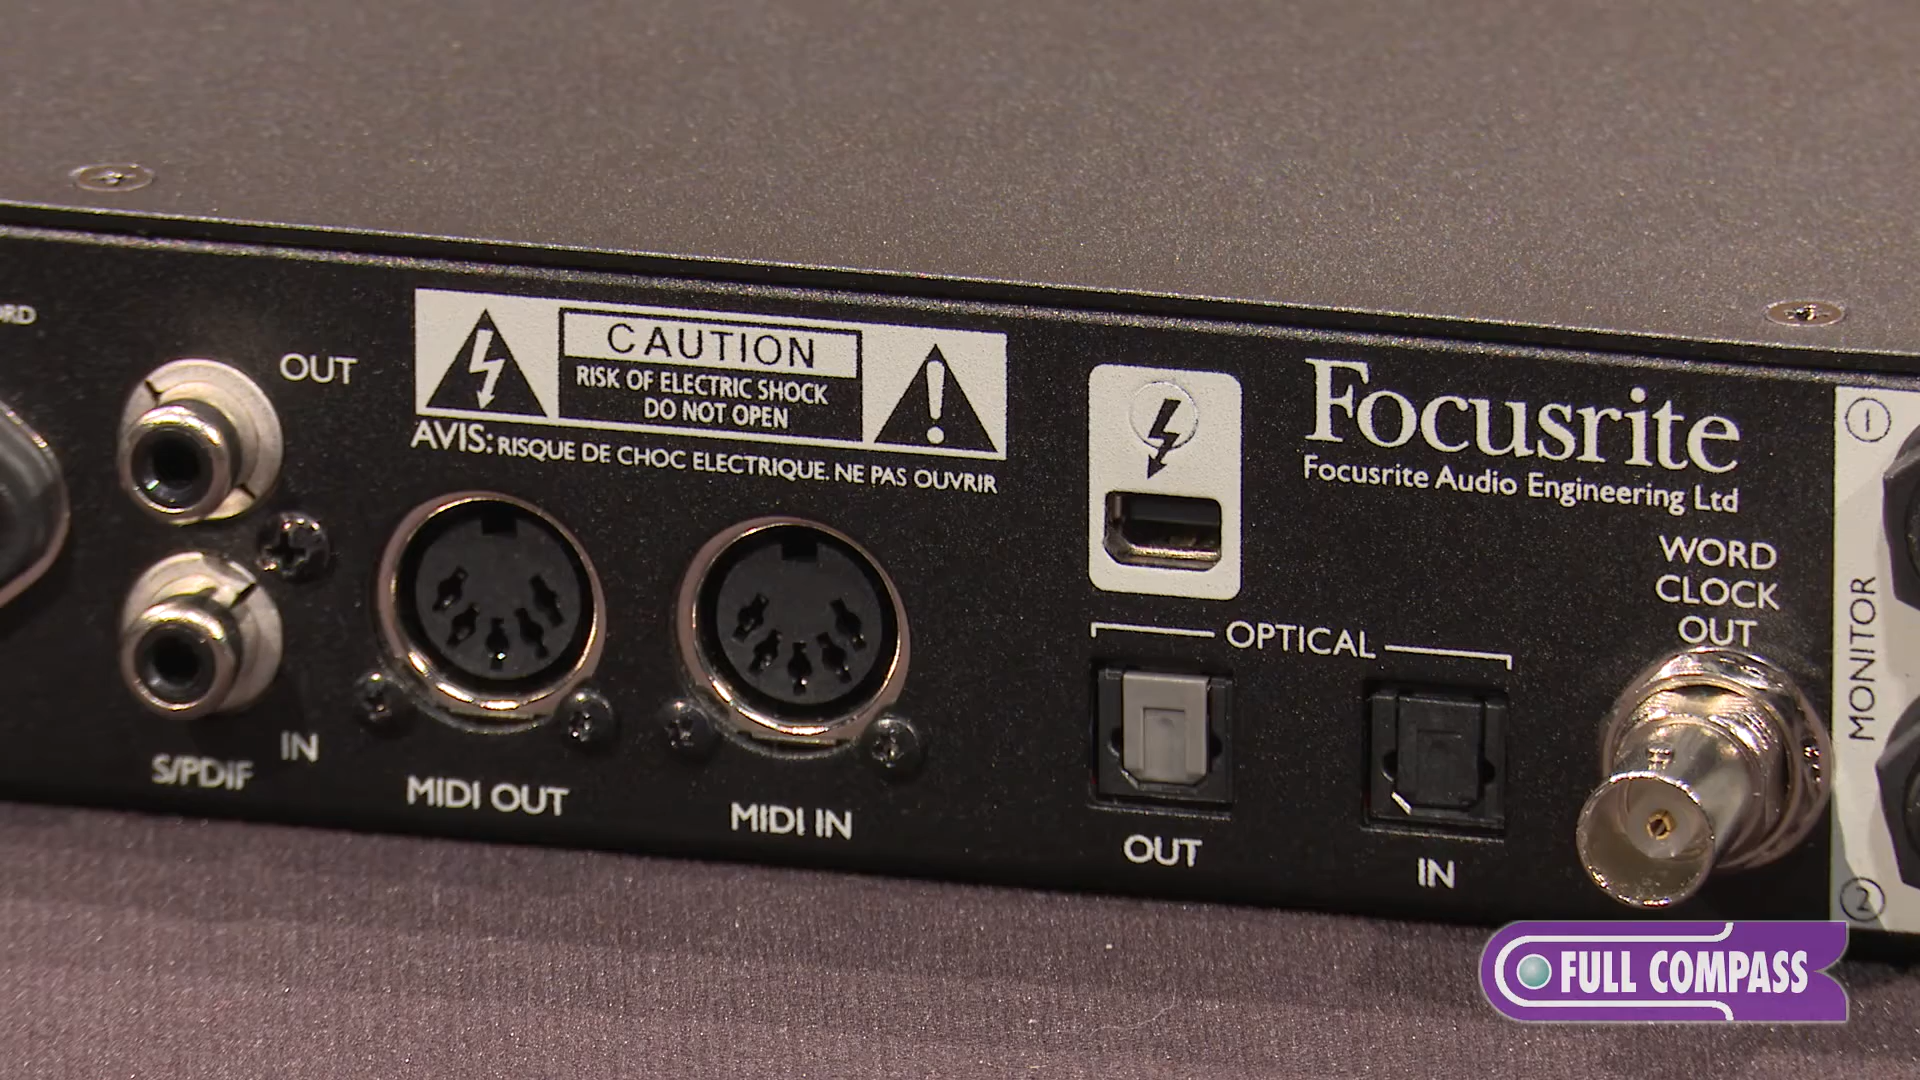 OUT
CAUTION
RISK OF ELECTRIC SHOCK
DO NOT OPEN
AVIS: RISQUE DE CHOC ELECTRIQUE. NE PAS OUVRIR
Focusrite
Focusrite Audio Engineering Ltd
WORD
CLOCK
OUT
OPTICAL
IN
S/PDIF
MIDI OUT
MIDI IN
OUT
IN
MONITOR
1
2
FULL COMPASS